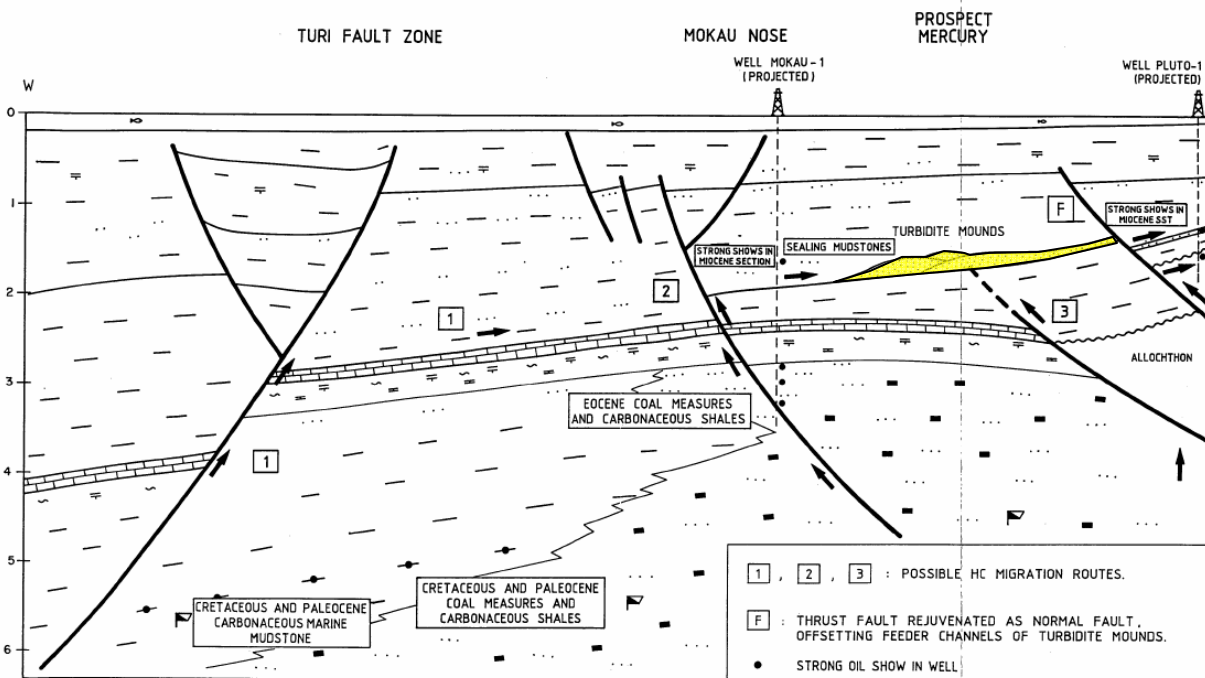 TURI FAULT ZONE
MOKAU NOSE
PROSPECT
MERCURY
WELL MOKAU-1
(PROJECTED)
WELL PLUTO-1
(PROJECTED)
W
0
1
2
3
4
5
6
F
STRONG SHOWS IN
MIOCENE SST
TURBIDITE MOUNDS
STRONG SHOWS IN
MIOCENE SECTION
SEALING MUDSTONES
2
1
3
ALLOCHTHON
EOCENE COAL MEASURES
AND CARBONACEOUS SHALES
1
CRETACEOUS AND PALEOCENE
CARBONACEOUS MARINE
MUDSTONE
CRETACEOUS AND PALEOCENE
COAL MEASURES AND
CARBONACEOUS SHALES
1 , 2 , 3 : POSSIBLE HC MIGRATION ROUTES.
F : THRUST FAULT REJUVENATED AS NORMAL FAULT,
OFFSETTING FEEDER CHANNELS OF TURBIDITE MOUNDS.
• STRONG OIL SHOW IN WELL